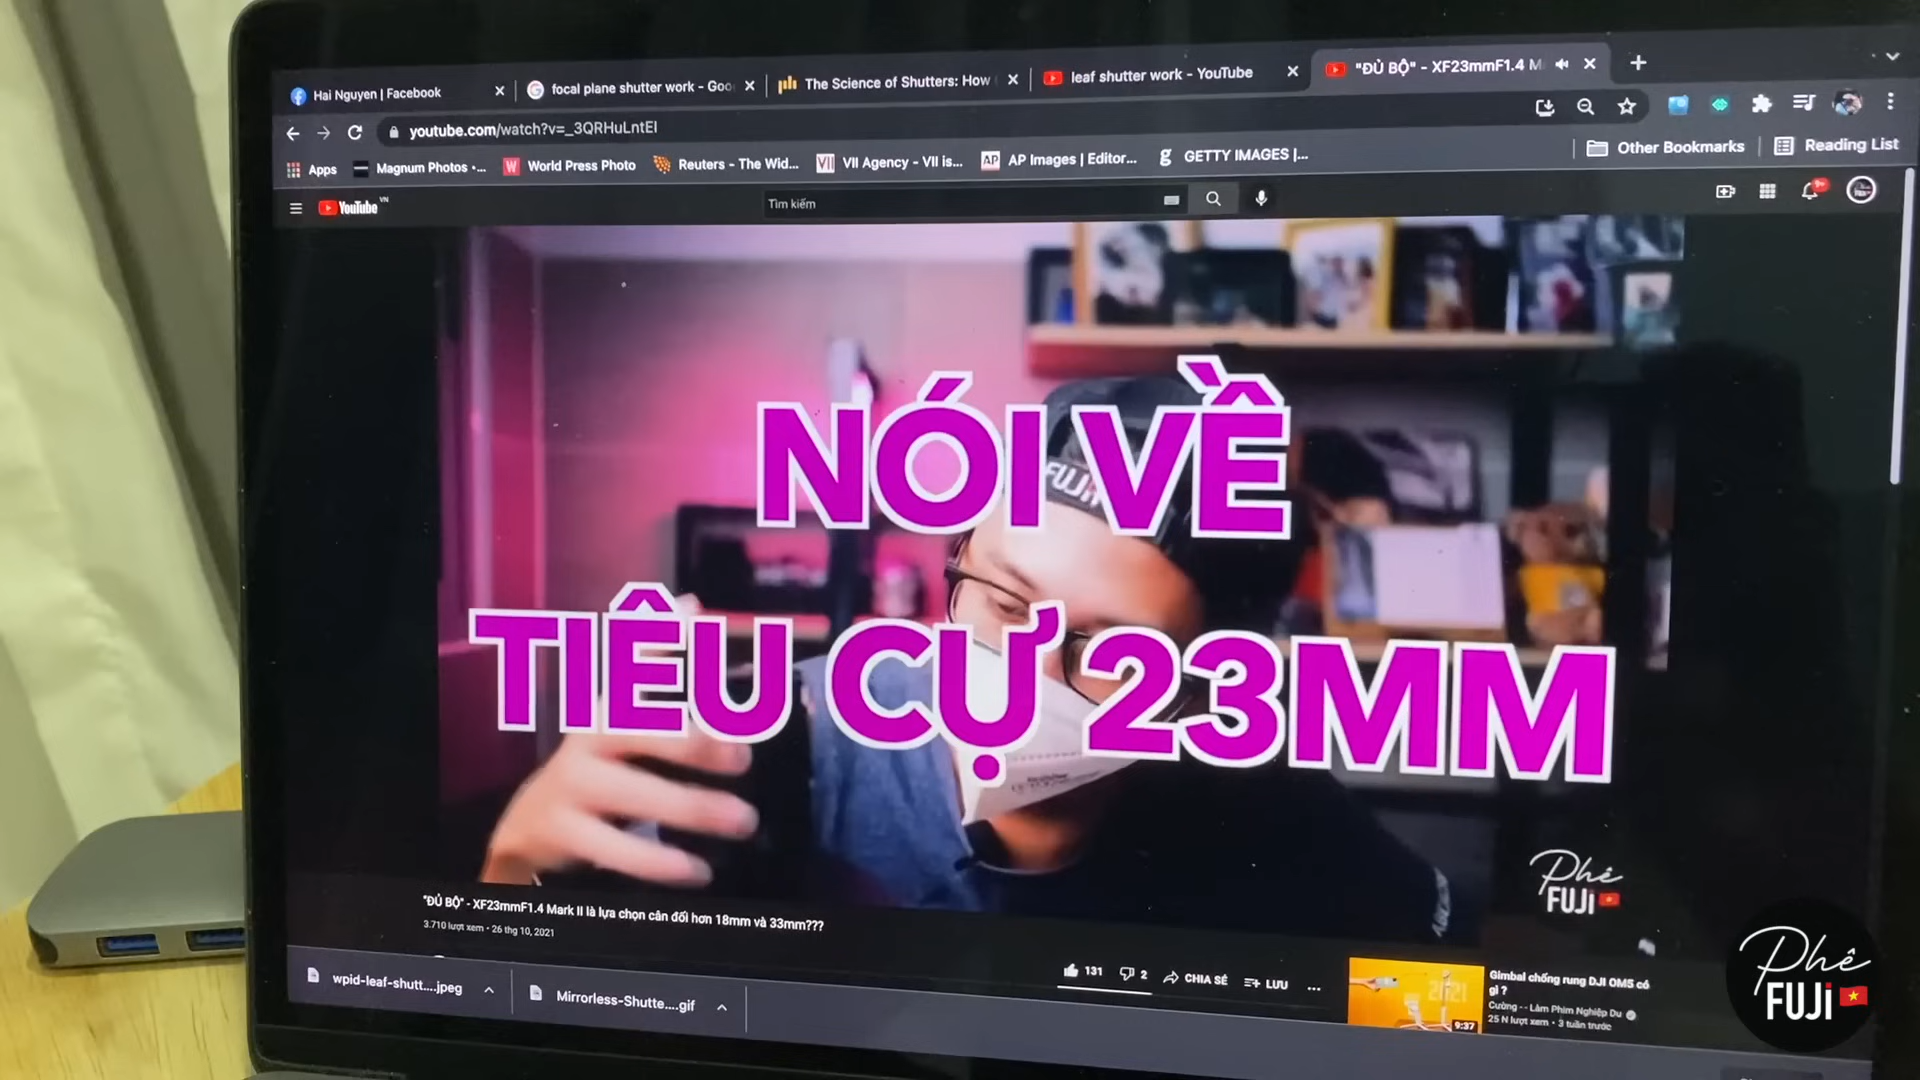 Hai Nguyen | Facebook
focal plane shutter work - Goo
The Science of Shutters: How
leaf shutter work - YouTube
"ĐỦ BỘ" - XF23mmF1.4 M
youtube.com/watch?v=_3QRHuLntEI
Apps
Magnum Photos •...
World Press Photo
Reuters - The Wid...
VII Agency - VII is...
AP Images | Editor...
GETTY IMAGES |...
Other Bookmarks
Reading List
YouTube VN
Tìm kiếm
9+
FUJI
NÓI VỀ
TIÊU CỰ 23MM
Phê
FUJi
"ĐỦ BỘ" - XF23mmF1.4 Mark II là lựa chọn cân đối hơn 18mm và 33mm???
3.710 lượt xem • 26 thg 10, 2021
131
2
CHIA SẺ
LƯU
2021
9:37
Gimbal chống rung DJI OM5 có
gì ?
Cường - - Làm Phim Nghiệp Dư
25 N lượt xem • 3 tuần trước
wpid-leaf-shutt....jpeg
Mirrorless-Shutte....gif
Phê
FUJi